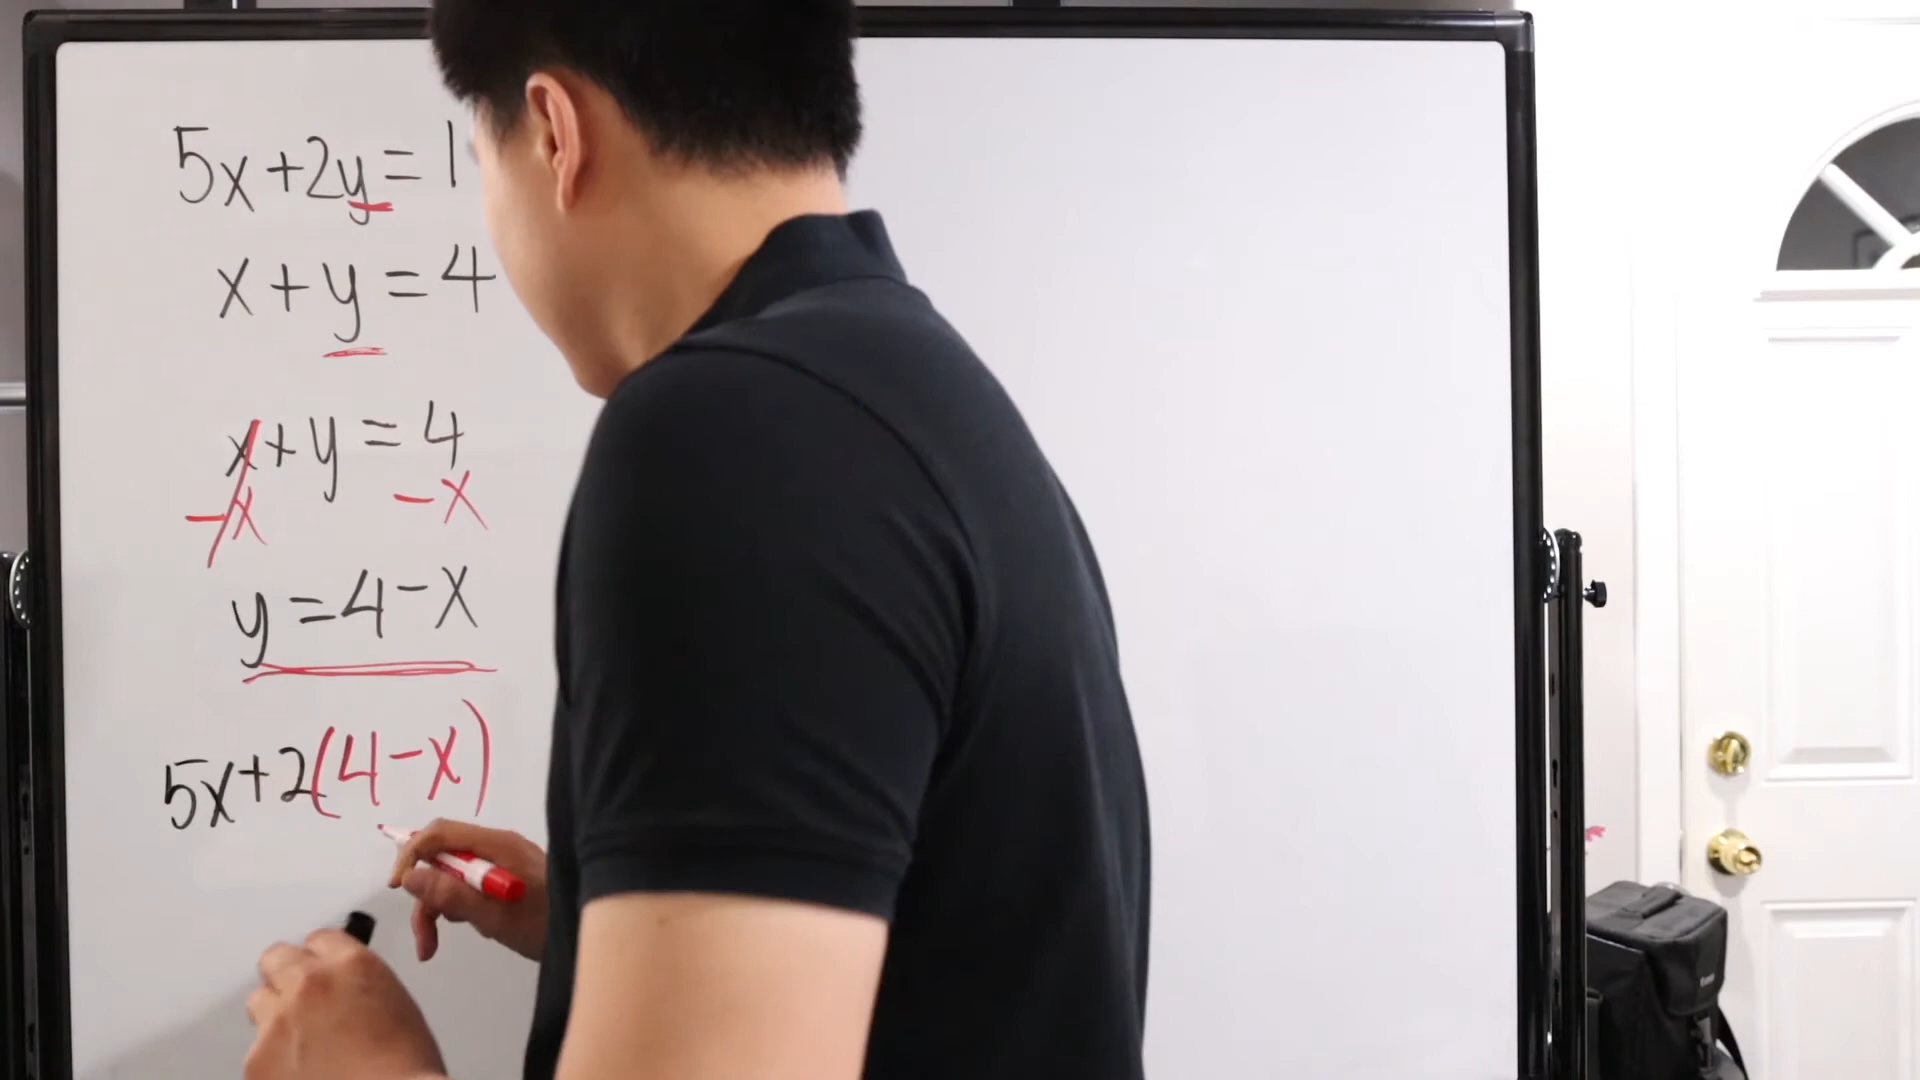 5x+2y=1
x+y=4
x+y=4
-x -x
y=4-x
5x+2(4-x)